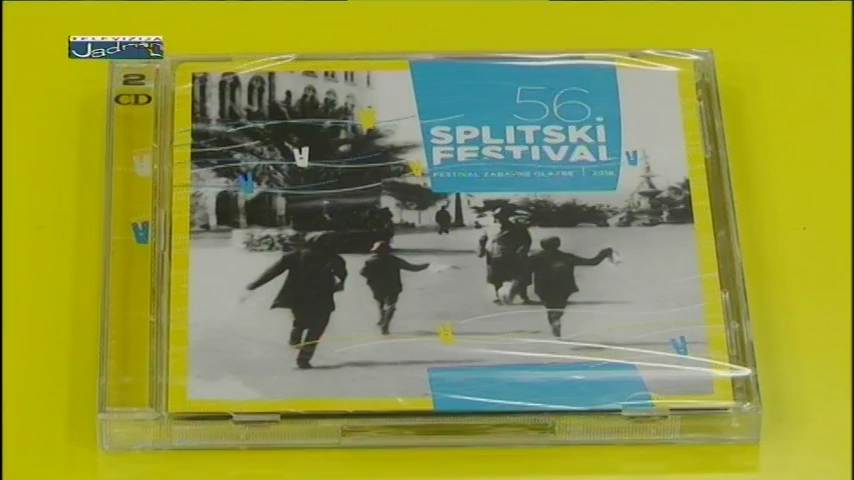 TELEVIZIJA
Jadran
2
CD
56.
SPLITSKI
FESTIVAL
FESTIVAL ZABAVNE GLAZBE | 2016